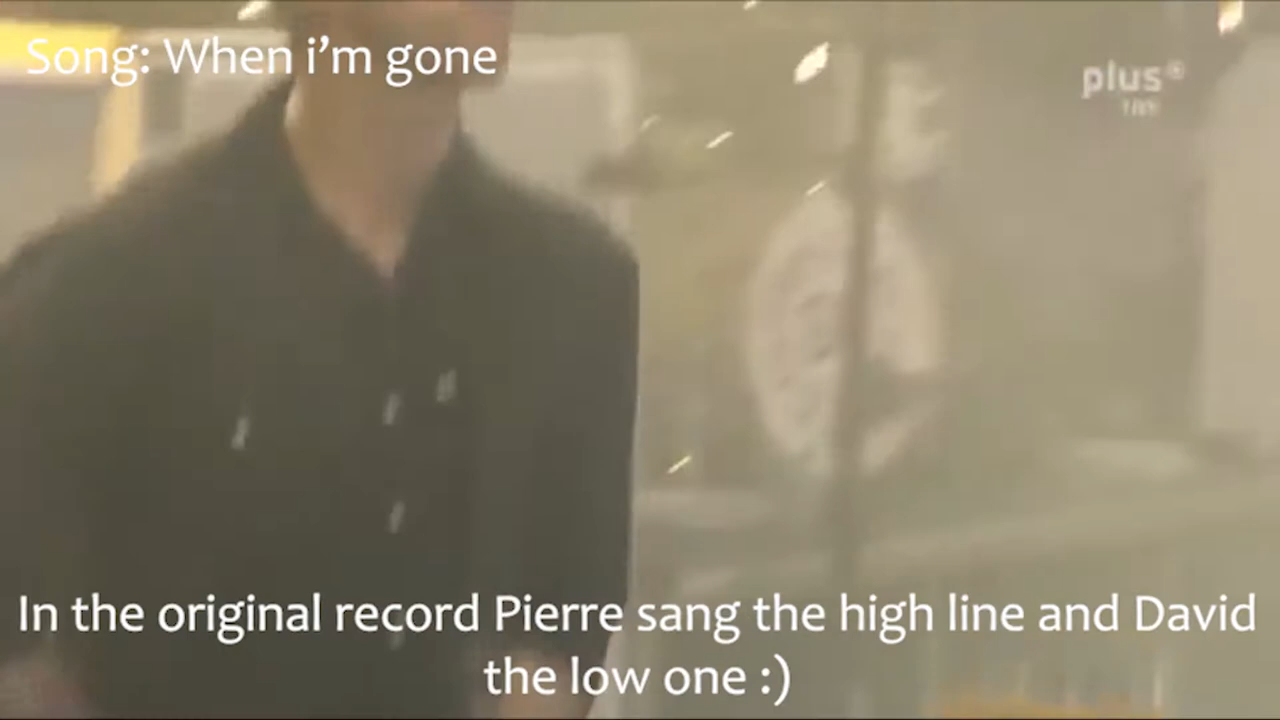 Song: When i'm gone
plus
In the original record Pierre sang the high line and David
the low one :)